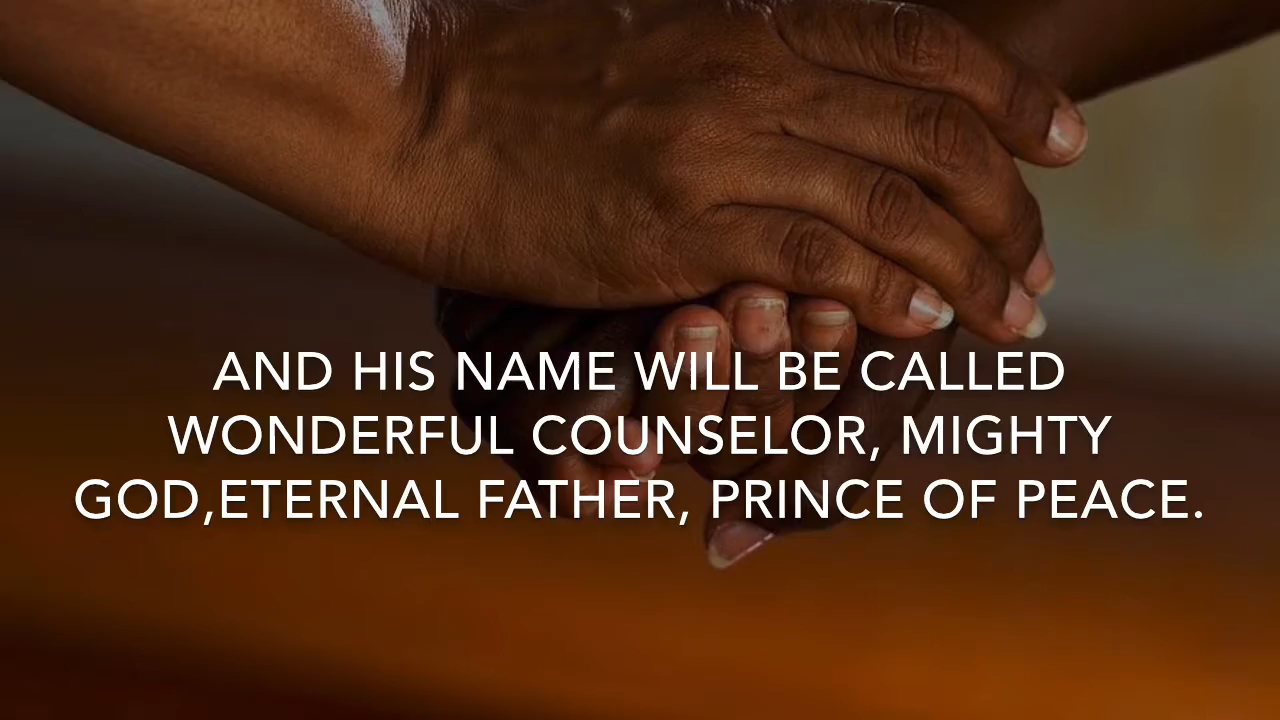 AND HIS NAME WILL BE CALLED
WONDERFUL COUNSELOR, MIGHTY
GOD,ETERNAL FATHER, PRINCE OF PEACE.